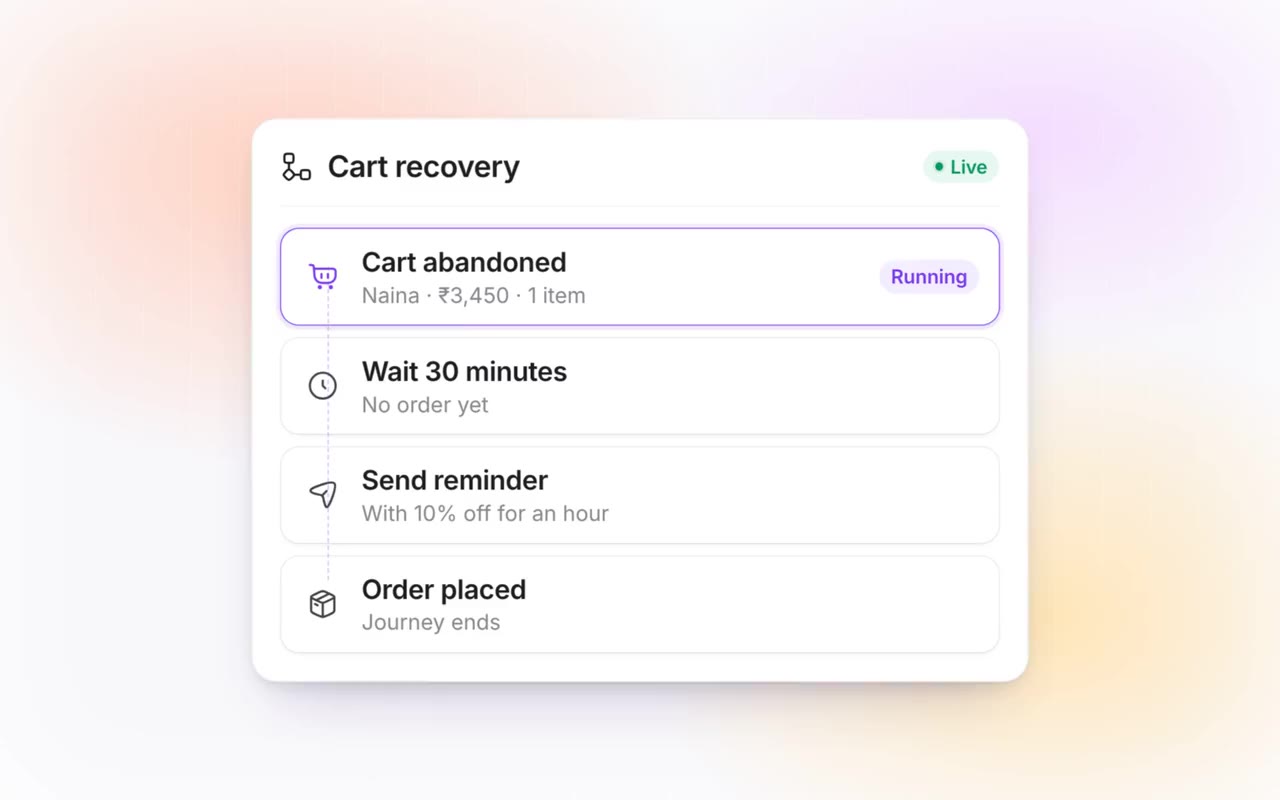 Cart recovery
Live
Cart abandoned
Naina · ₹3,450 · 1 item
Running
Wait 30 minutes
No order yet
Send reminder
With 10% off for an hour
Order placed
Journey ends